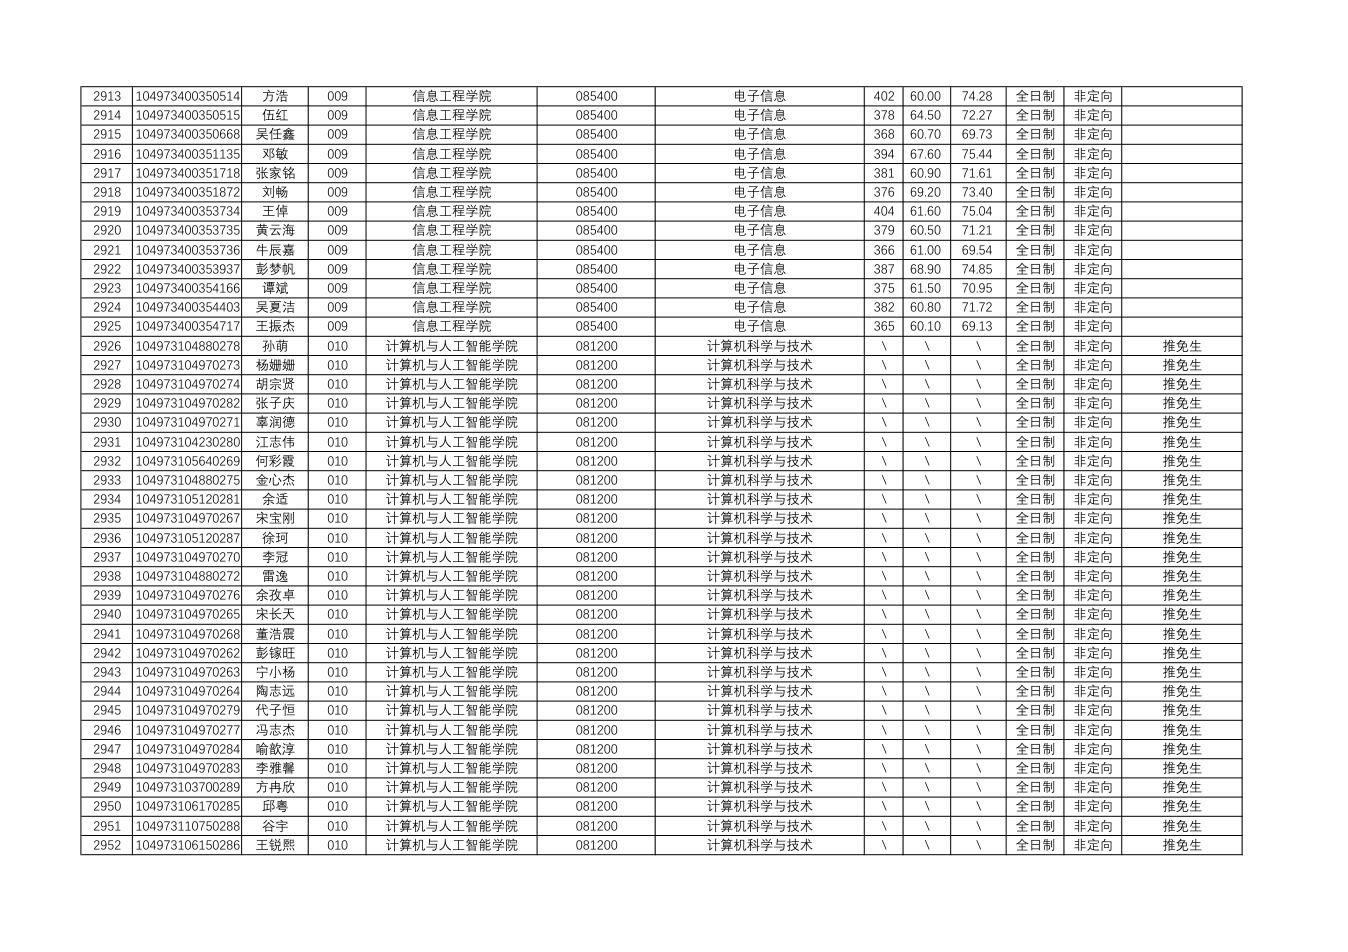 2913 104973400350514 方浩 009 信息工程学院 085400 电子信息 402 60.00 74.28 全日制 非定向
2914 104973400350515 伍红 009 信息工程学院 085400 电子信息 378 64.50 72.27 全日制 非定向
2915 104973400350668 吴任鑫 009 信息工程学院 085400 电子信息 368 60.70 69.73 全日制 非定向
2916 104973400351135 邓敏 009 信息工程学院 085400 电子信息 394 67.60 75.44 全日制 非定向
2917 104973400351718 张家铭 009 信息工程学院 085400 电子信息 381 60.90 71.61 全日制 非定向
2918 104973400351872 刘畅 009 信息工程学院 085400 电子信息 376 69.20 73.40 全日制 非定向
2919 104973400353734 王倬 009 信息工程学院 085400 电子信息 404 61.60 75.04 全日制 非定向
2920 104973400353735 黄云海 009 信息工程学院 085400 电子信息 379 60.50 71.21 全日制 非定向
2921 104973400353736 牛辰嘉 009 信息工程学院 085400 电子信息 366 61.00 69.54 全日制 非定向
2922 104973400353937 彭梦帆 009 信息工程学院 085400 电子信息 387 68.90 74.85 全日制 非定向
2923 104973400354166 谭斌 009 信息工程学院 085400 电子信息 375 61.50 70.95 全日制 非定向
2924 104973400354403 吴夏洁 009 信息工程学院 085400 电子信息 382 60.80 71.72 全日制 非定向
2925 104973400354717 王振杰 009 信息工程学院 085400 电子信息 365 60.10 69.13 全日制 非定向
2926 104973104880278 孙萌 010 计算机与人工智能学院 081200 计算机科学与技术 \ \ \ 全日制 非定向 推免生
2927 104973104970273 杨姗姗 010 计算机与人工智能学院 081200 计算机科学与技术 \ \ \ 全日制 非定向 推免生
2928 104973104970274 胡宗贤 010 计算机与人工智能学院 081200 计算机科学与技术 \ \ \ 全日制 非定向 推免生
2929 104973104970282 张子庆 010 计算机与人工智能学院 081200 计算机科学与技术 \ \ \ 全日制 非定向 推免生
2930 104973104970271 辜润德 010 计算机与人工智能学院 081200 计算机科学与技术 \ \ \ 全日制 非定向 推免生
2931 104973104230280 江志伟 010 计算机与人工智能学院 081200 计算机科学与技术 \ \ \ 全日制 非定向 推免生
2932 104973105640269 何彩霞 010 计算机与人工智能学院 081200 计算机科学与技术 \ \ \ 全日制 非定向 推免生
2933 104973104880275 金心杰 010 计算机与人工智能学院 081200 计算机科学与技术 \ \ \ 全日制 非定向 推免生
2934 104973105120281 余适 010 计算机与人工智能学院 081200 计算机科学与技术 \ \ \ 全日制 非定向 推免生
2935 104973104970267 宋宝刚 010 计算机与人工智能学院 081200 计算机科学与技术 \ \ \ 全日制 非定向 推免生
2936 104973105120287 徐珂 010 计算机与人工智能学院 081200 计算机科学与技术 \ \ \ 全日制 非定向 推免生
2937 104973104970270 李冠 010 计算机与人工智能学院 081200 计算机科学与技术 \ \ \ 全日制 非定向 推免生
2938 104973104880272 雷逸 010 计算机与人工智能学院 081200 计算机科学与技术 \ \ \ 全日制 非定向 推免生
2939 104973104970276 余孜卓 010 计算机与人工智能学院 081200 计算机科学与技术 \ \ \ 全日制 非定向 推免生
2940 104973104970265 宋长天 010 计算机与人工智能学院 081200 计算机科学与技术 \ \ \ 全日制 非定向 推免生
2941 104973104970268 董浩震 010 计算机与人工智能学院 081200 计算机科学与技术 \ \ \ 全日制 非定向 推免生
2942 104973104970262 彭镓旺 010 计算机与人工智能学院 081200 计算机科学与技术 \ \ \ 全日制 非定向 推免生
2943 104973104970263 宁小杨 010 计算机与人工智能学院 081200 计算机科学与技术 \ \ \ 全日制 非定向 推免生
2944 104973104970264 陶志远 010 计算机与人工智能学院 081200 计算机科学与技术 \ \ \ 全日制 非定向 推免生
2945 104973104970279 代子恒 010 计算机与人工智能学院 081200 计算机科学与技术 \ \ \ 全日制 非定向 推免生
2946 104973104970277 冯志杰 010 计算机与人工智能学院 081200 计算机科学与技术 \ \ \ 全日制 非定向 推免生
2947 104973104970284 喻歆淳 010 计算机与人工智能学院 081200 计算机科学与技术 \ \ \ 全日制 非定向 推免生
2948 104973104970283 李雅馨 010 计算机与人工智能学院 081200 计算机科学与技术 \ \ \ 全日制 非定向 推免生
2949 104973103700289 方冉欣 010 计算机与人工智能学院 081200 计算机科学与技术 \ \ \ 全日制 非定向 推免生
2950 104973106170285 邱粤 010 计算机与人工智能学院 081200 计算机科学与技术 \ \ \ 全日制 非定向 推免生
2951 104973110750288 谷宇 010 计算机与人工智能学院 081200 计算机科学与技术 \ \ \ 全日制 非定向 推免生
2952 104973106150286 王锐熙 010 计算机与人工智能学院 081200 计算机科学与技术 \ \ \ 全日制 非定向 推免生